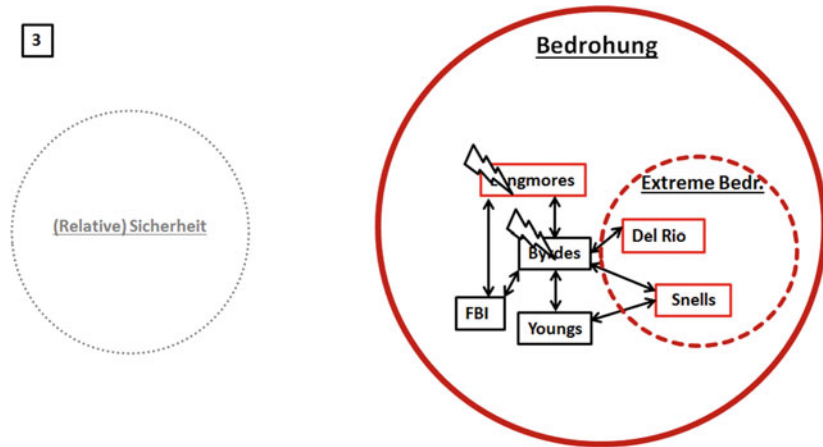 3
Bedrohung
(Relative) Sicherheit
Extreme Bedr.
Del Rio
Snells
FBI
Youngs